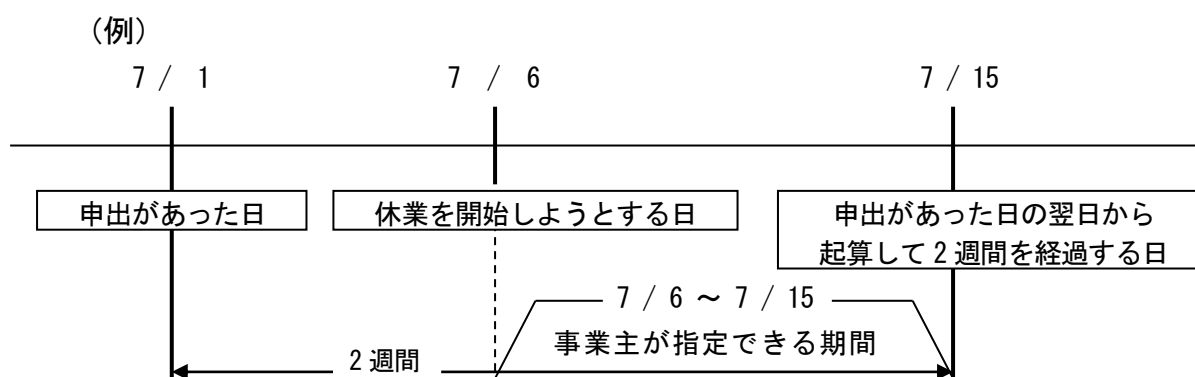 （例）
7 / 1
7 / 6
7 / 15
申出があった日
休業を開始しようとする日
申出があった日の翌日から
起算して2週間を経過する日
7 / 6 ～ 7 / 15
事業主が指定できる期間
2週間